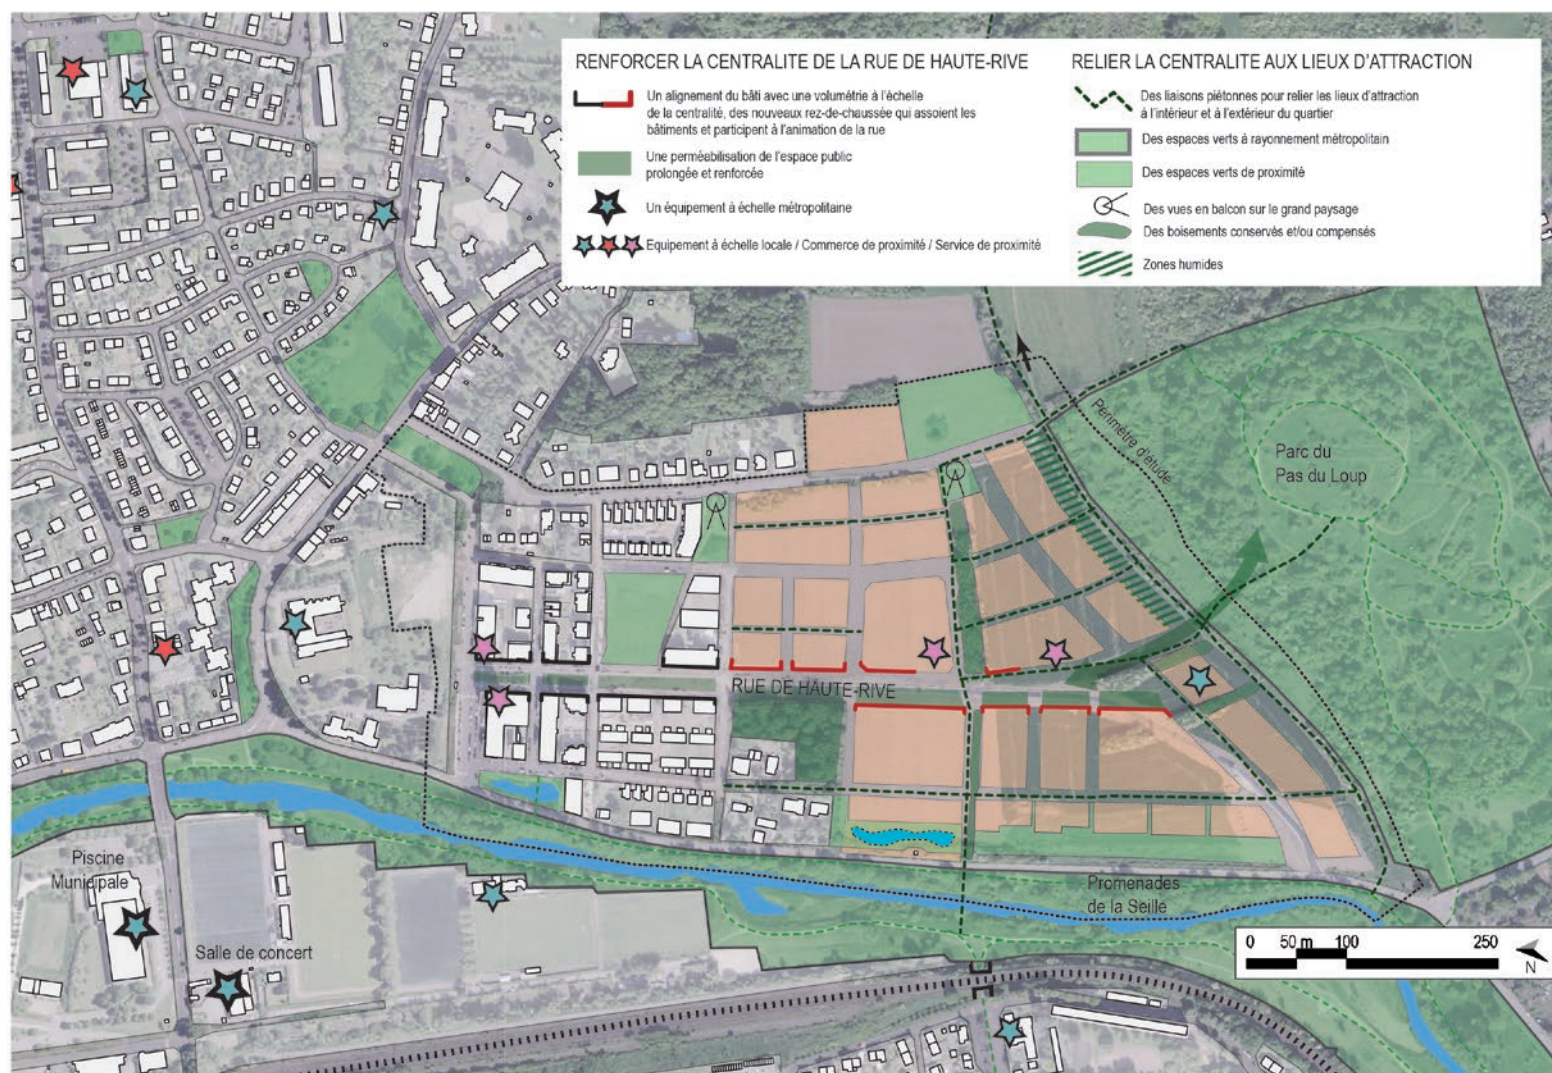 RENFORCER LA CENTRALITE DE LA RUE DE HAUTE-RIVE
Un alignement du bâti avec une volumétrie à l'échelle
de la centralité, des nouveaux rez-de-chaussée qui assoient les
bâtiments et participent à l'animation de la rue
Une perméabilisation de l'espace public
prolongée et renforcée
Un équipement à échelle métropolitaine
Equipement à échelle locale / Commerce de proximité / Service de proximité
RELIER LA CENTRALITE AUX LIEUX D'ATTRACTION
Des liaisons piétonnes pour relier les lieux d'attraction
à l'intérieur et à l'extérieur du quartier
Des espaces verts à rayonnement métropolitain
Des espaces verts de proximité
Des vues en balcon sur le grand paysage
Des boisements conservés et/ou compensés
Zones humides
Périmètre d'étude
Parc du
Pas du Loup
RUE DE HAUTE-RIVE
Piscine
Municipale
Salle de concert
Promenades
de la Seille
0 50 m 100 250
N